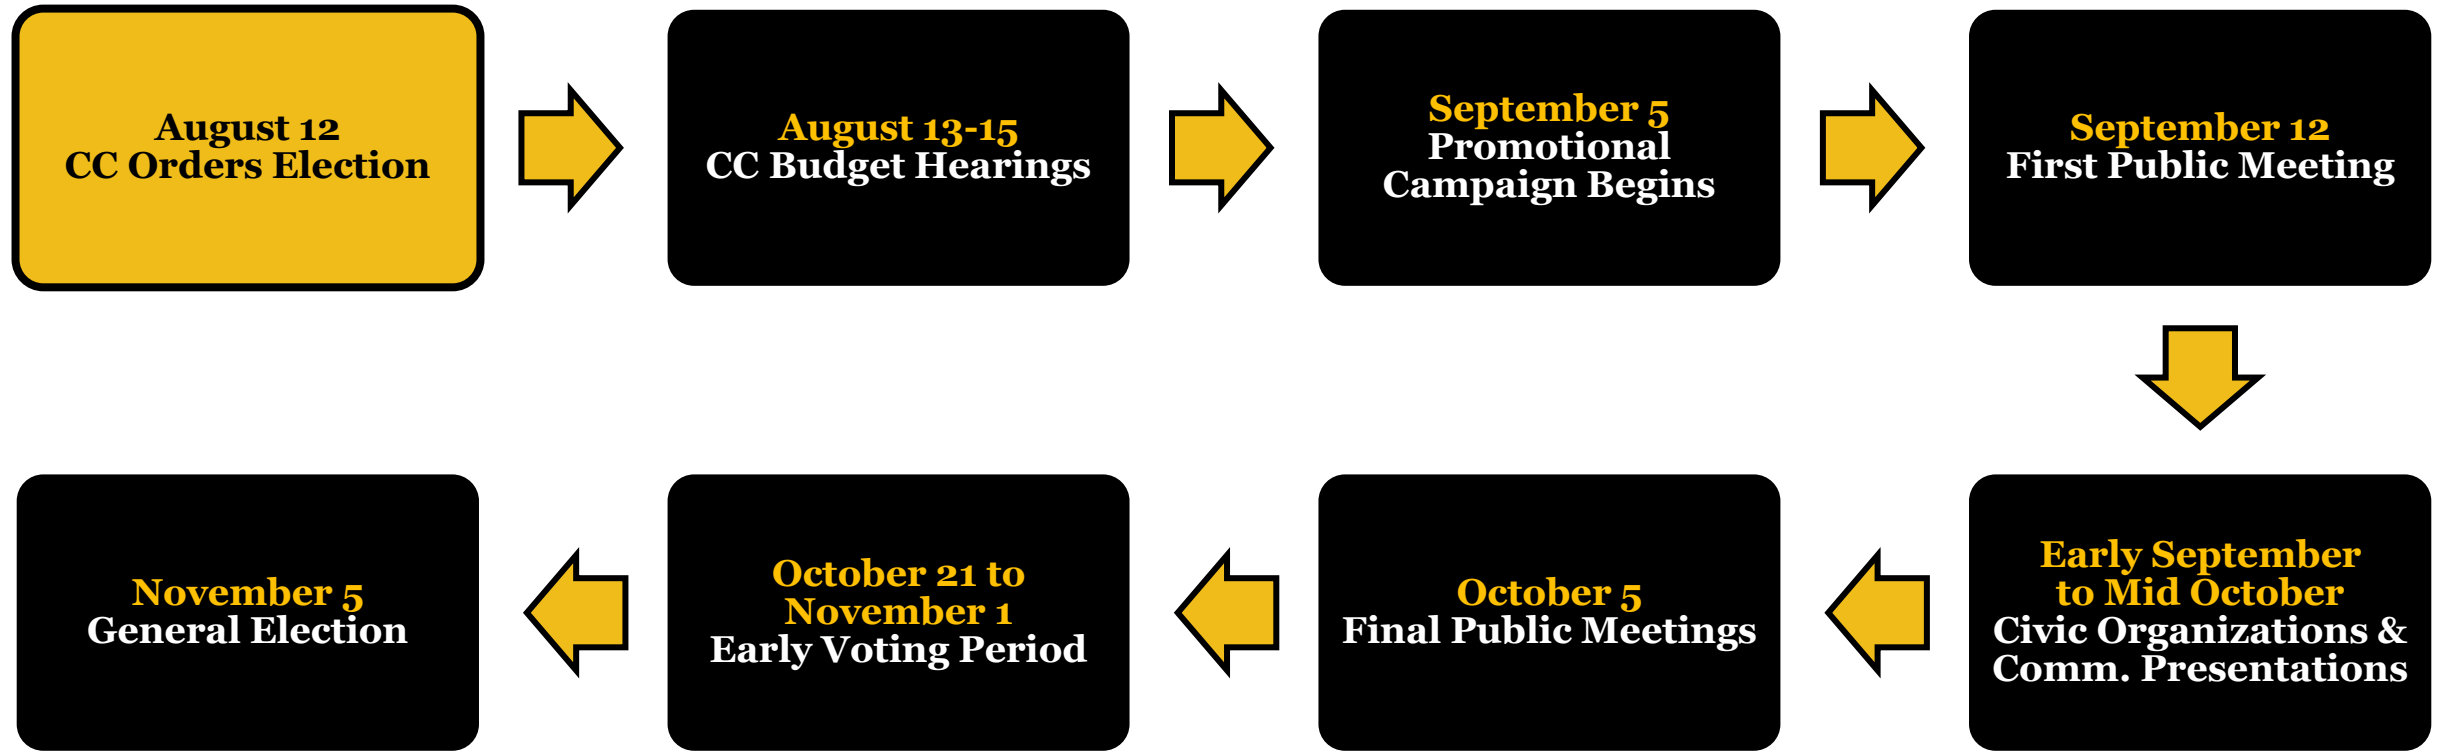 August 12
CC Orders Election
August 13-15
CC Budget Hearings
September 5
Promotional
Campaign Begins
September 12
First Public Meeting
Early September
to Mid October
Civic Organizations &
Comm. Presentations
October 5
Final Public Meetings
October 21 to
November 1
Early Voting Period
November 5
General Election